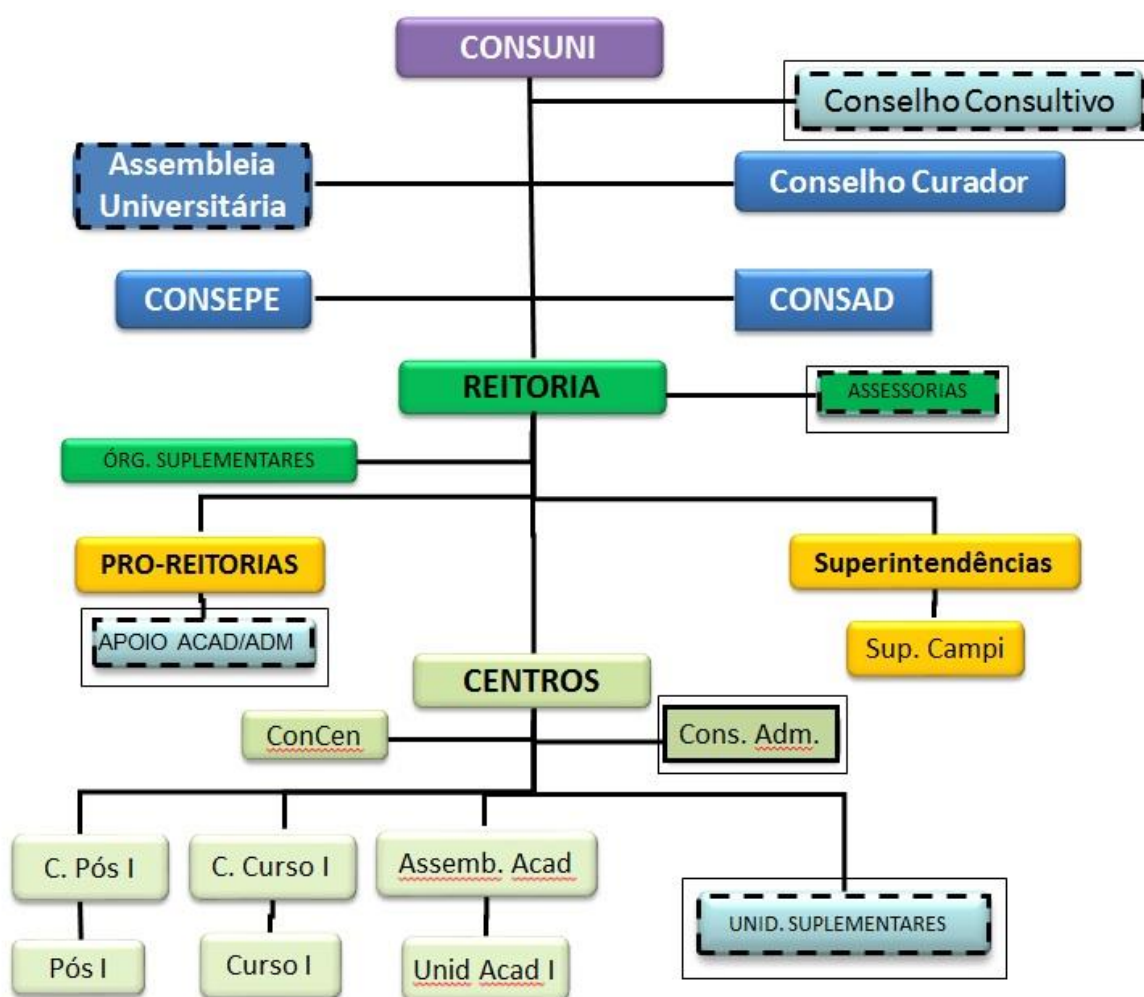 CONSUNI
Conselho Consultivo
Assembleia
Universitária
Conselho Curador
CONSEPE
CONSAD
REITORIA
ASSESSORIAS
ÓRG. SUPLEMENTARES
PRO-REITORIAS
Superintendências
APOIO ACAD/ADM
Sup. Campi
CENTROS
ConCen
Cons. Adm.
C. Pós I
C. Curso I
Assemb. Acad
UNID. SUPLEMENTARES
Pós I
Curso I
Unid Acad I